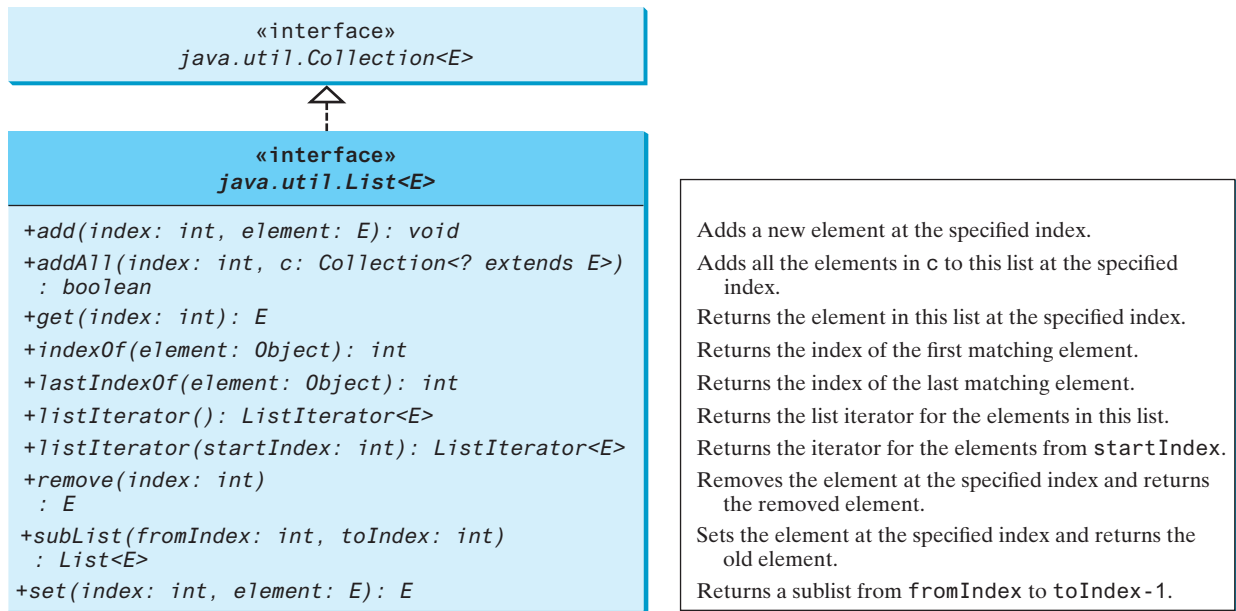 «interface»
java.util.Collection<E>
«interface»
java.util.List<E>
+add(index: int, element: E): void
+addAll(index: int, c: Collection<? extends E>)
: boolean
+get(index: int): E
+indexOf(element: Object): int
+lastIndexOf(element: Object): int
+listIterator(): ListIterator<E>
+listIterator(startIndex: int): ListIterator<E>
+remove(index: int)
: E
+subList(fromIndex: int, toIndex: int)
: List<E>
+set(index: int, element: E): E
Adds a new element at the specified index.
Adds all the elements in c to this list at the specified
index.
Returns the element in this list at the specified index.
Returns the index of the first matching element.
Returns the index of the last matching element.
Returns the list iterator for the elements in this list.
Returns the iterator for the elements from startIndex.
Removes the element at the specified index and returns
the removed element.
Sets the element at the specified index and returns the
old element.
Returns a sublist from fromIndex to toIndex-1.